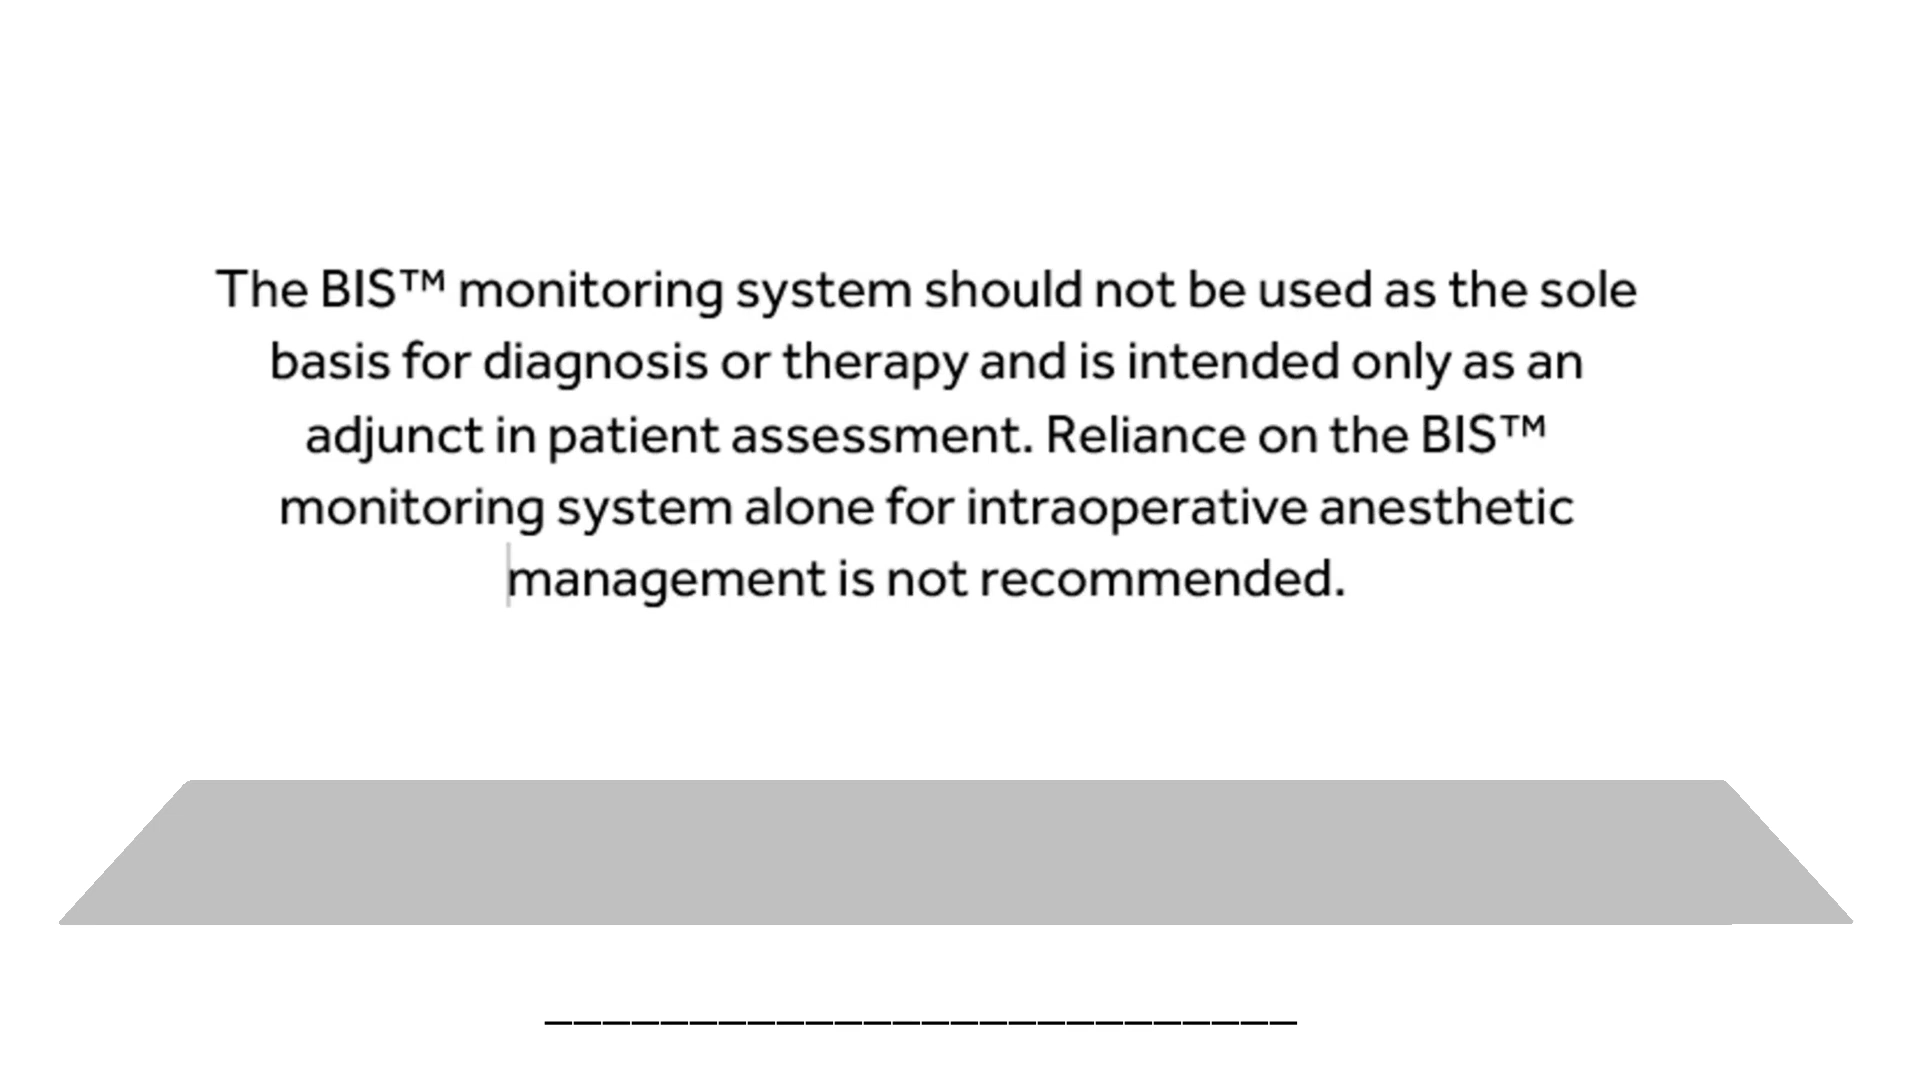 The BIS™ monitoring system should not be used as the sole
basis for diagnosis or therapy and is intended only as an
adjunct in patient assessment. Reliance on the BIS™
monitoring system alone for intraoperative anesthetic
management is not recommended.